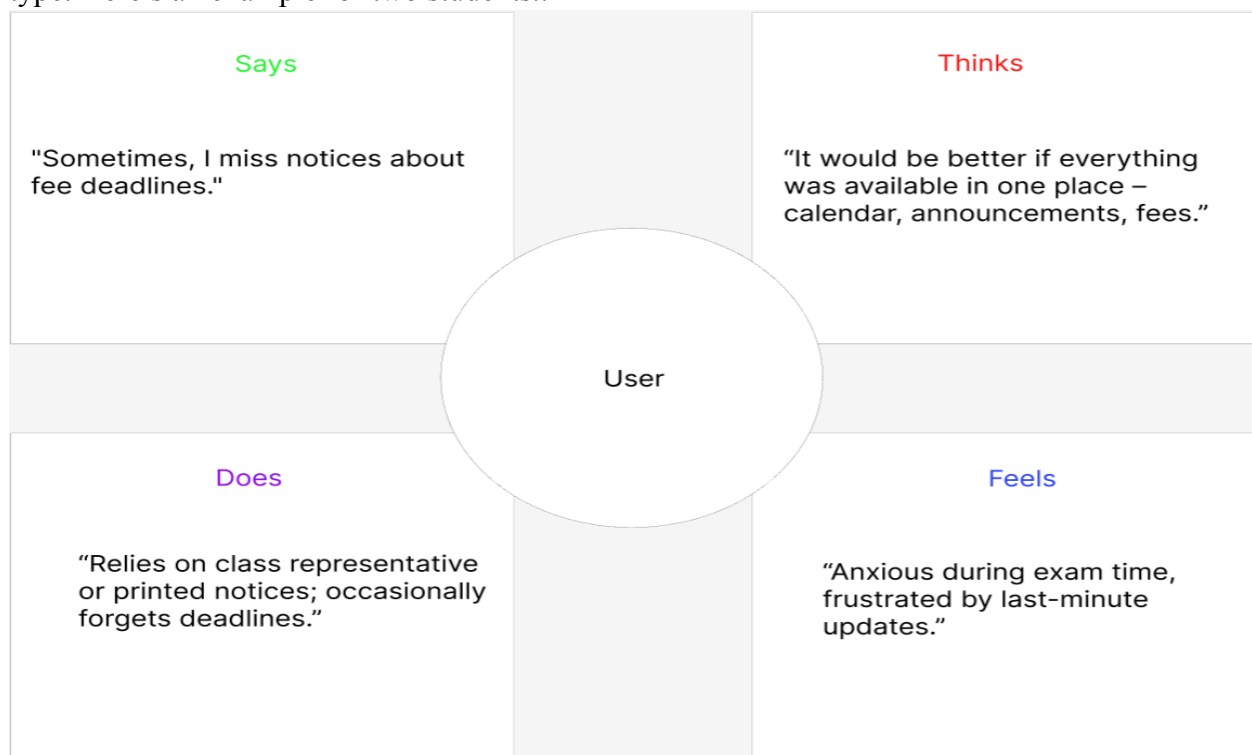 Says
"Sometimes, I miss notices about
fee deadlines."
Thinks
“It would be better if everything
was available in one place –
calendar, announcements, fees.”
User
Does
“Relies on class representative
or printed notices; occasionally
forgets deadlines.”
Feels
“Anxious during exam time,
frustrated by last-minute
updates.”